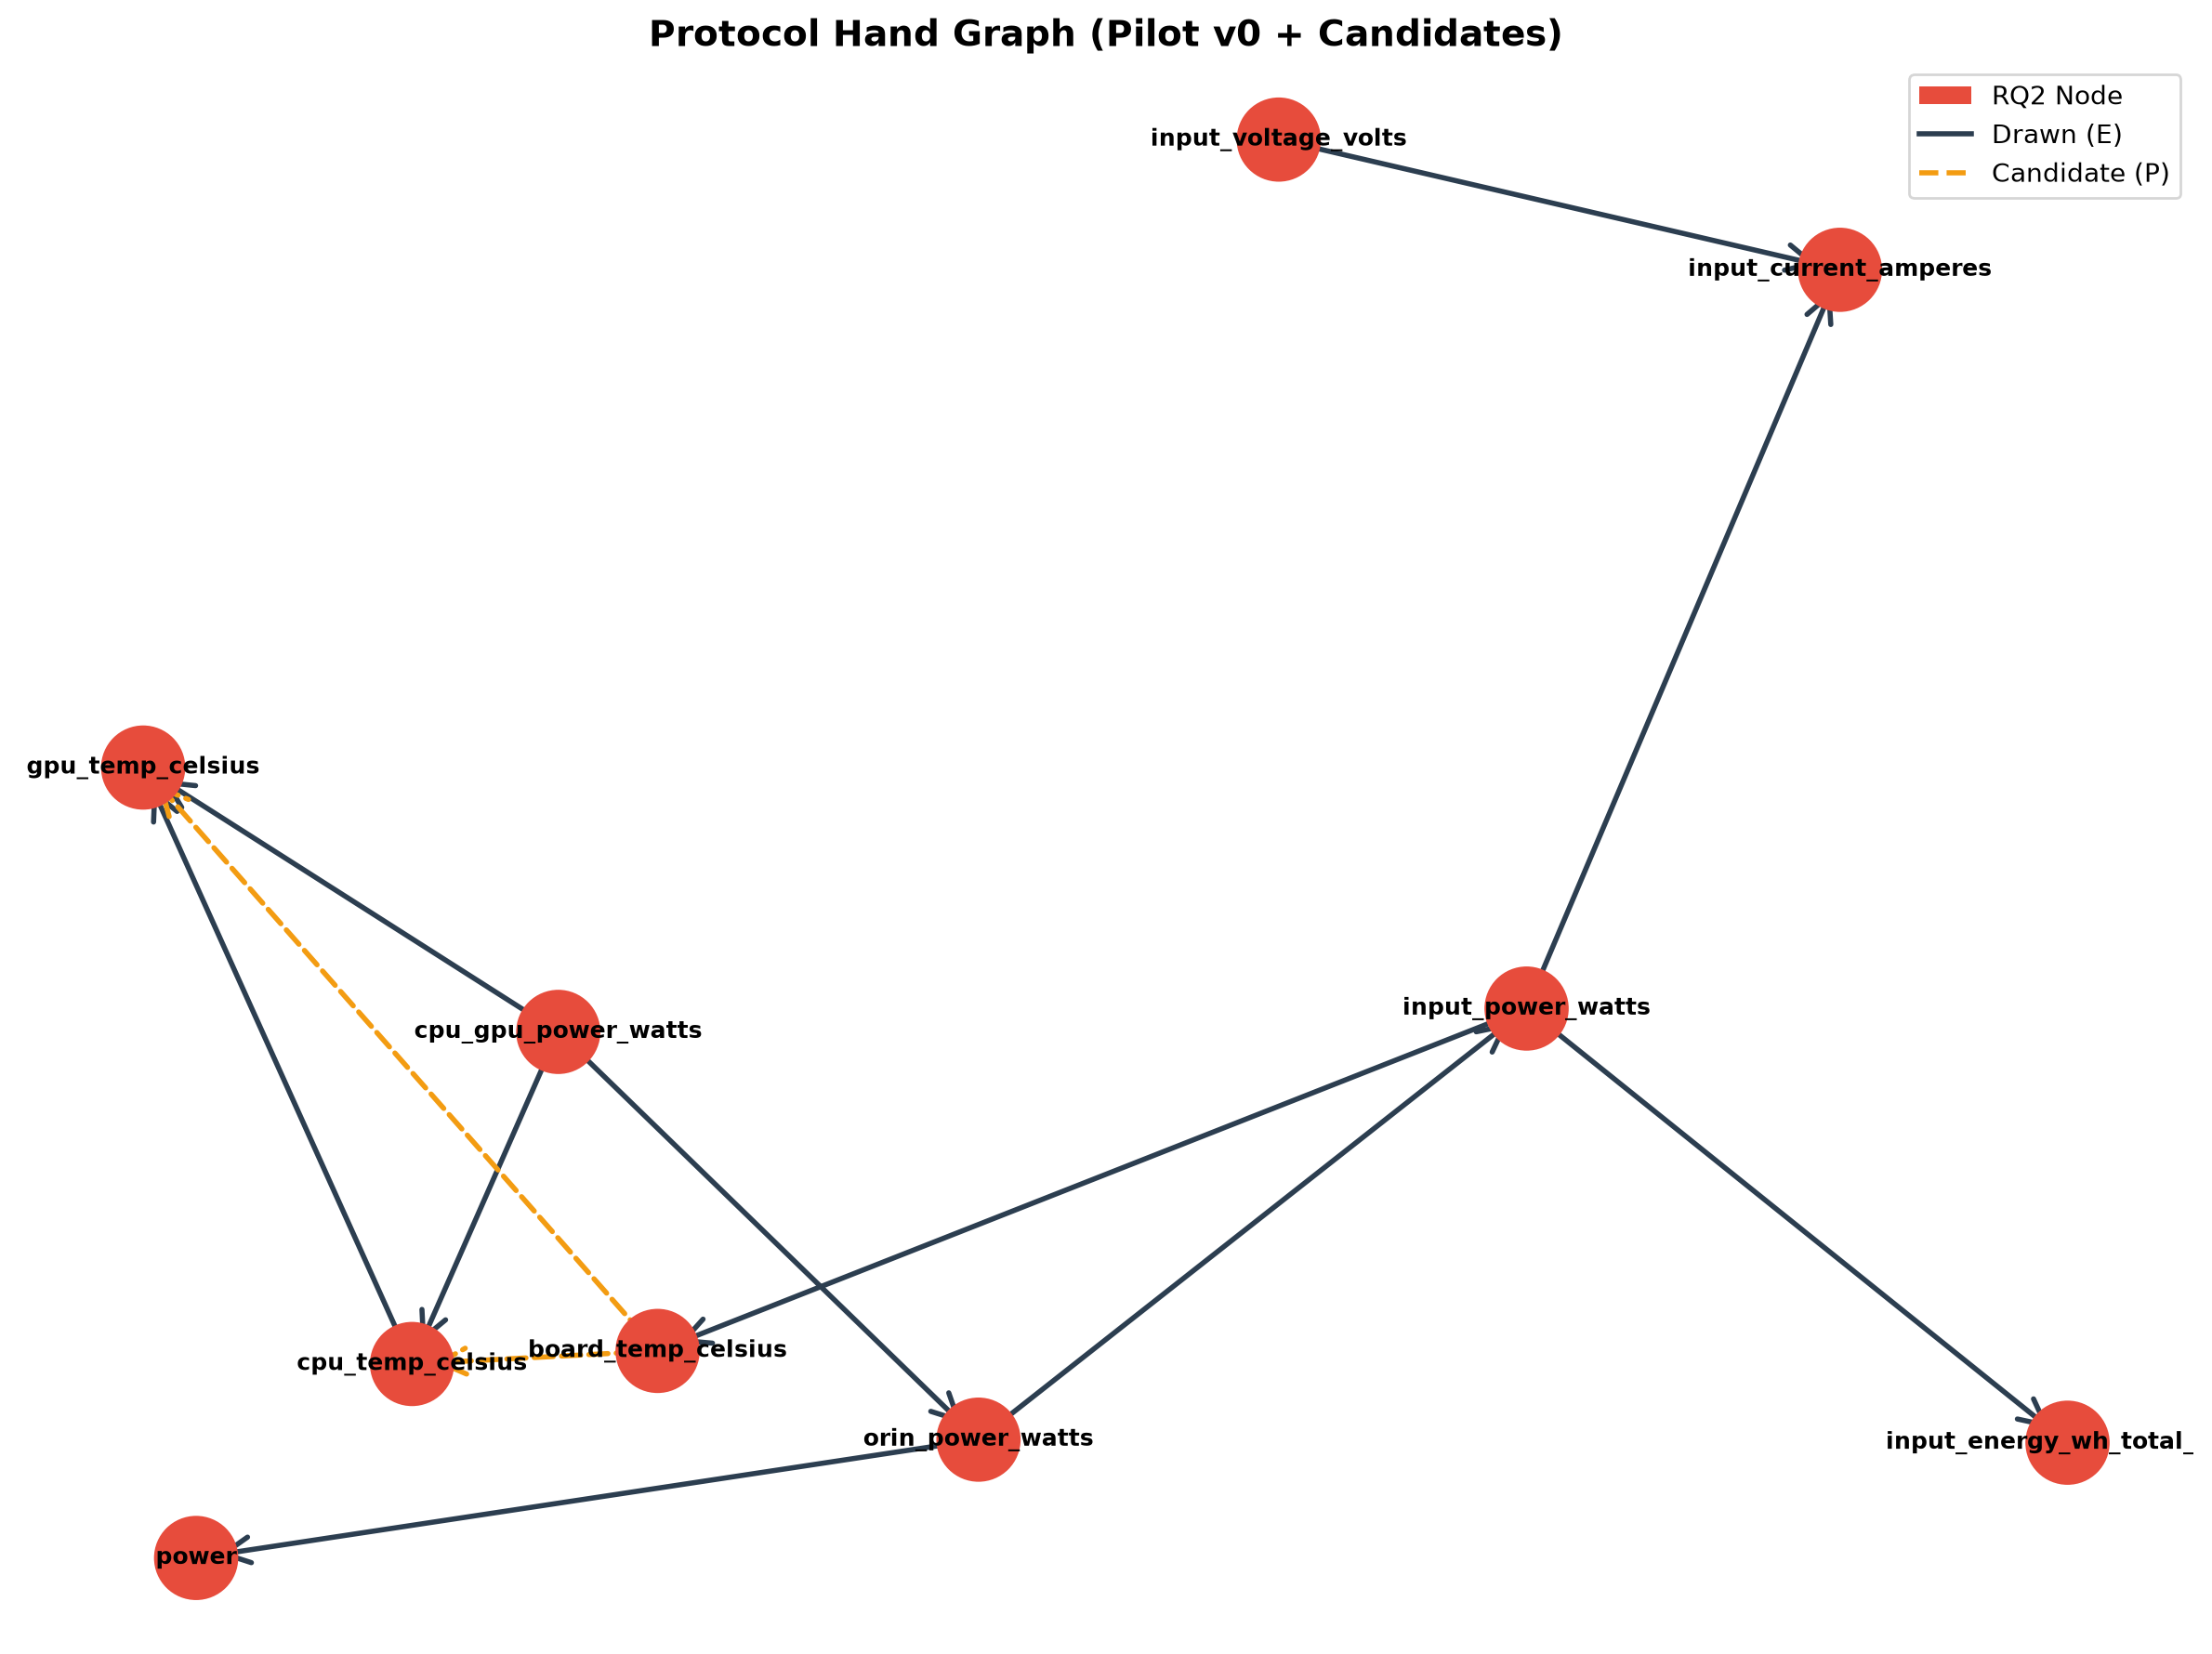 Protocol Hand Graph (Pilot v0 + Candidates)
RQ2 Node
Drawn (E)
Candidate (P)
input_voltage_volts
input_current_amperes
gpu_temp_celsius
cpu_gpu_power_watts
input_power_watts
cpu_temp_celsius
board_temp_celsius
orin_power_watts
input_energy_wh_total_
power